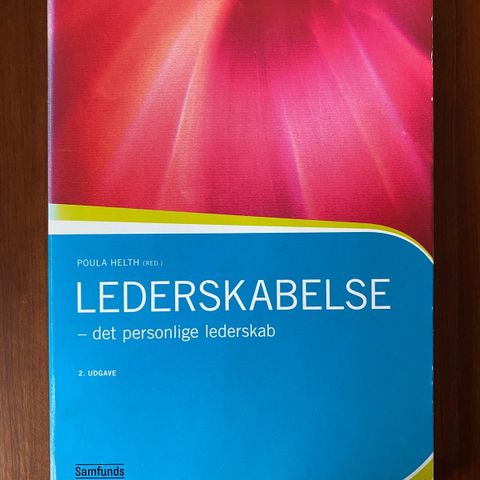 POULA HELTH (RED.)
LEDERSKABELSE
– det personlige lederskab
2. UDGAVE
Samfunds